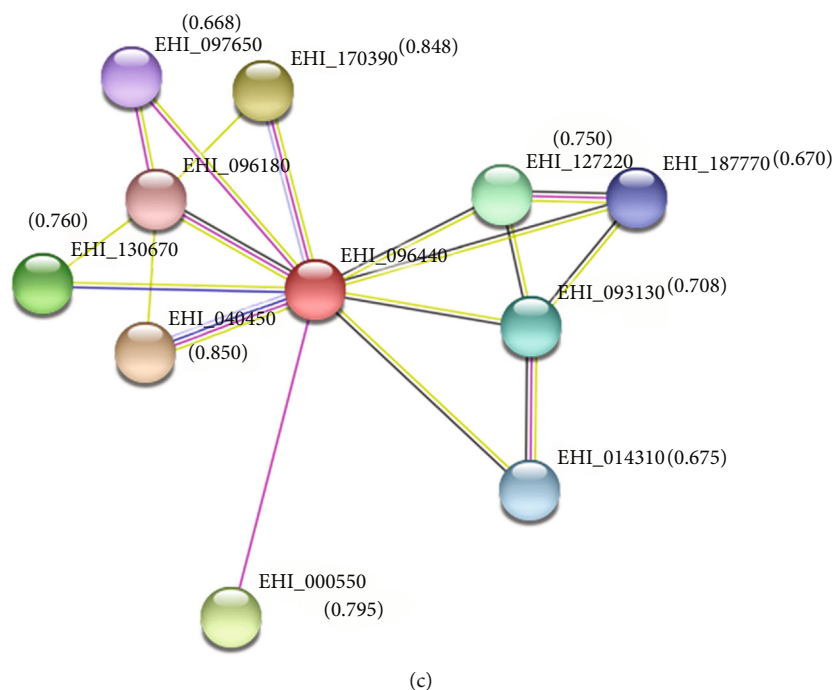 (0.668)
EHI_097650
EHI_170390 (0.848)
EHI_096180
(0.750)
EHI_127220
EHI_187770 (0.670)
(0.760)
EHI_130670
EHI_096440
EHI_093130 (0.708)
EHI_040450
(0.850)
EHI_014310 (0.675)
EHI_000550
(0.795)
(c)